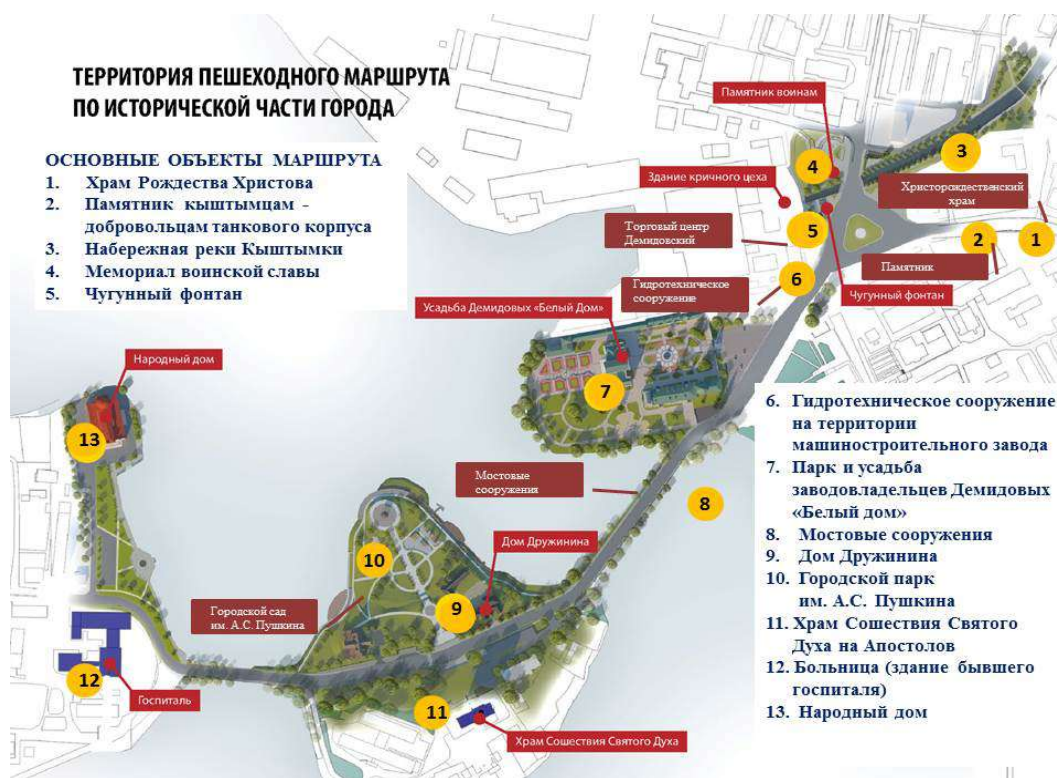 ТЕРРИТОРИЯ ПЕШЕХОДНОГО МАРШРУТА
ПО ИСТОРИЧЕСКОЙ ЧАСТИ ГОРОДА
ОСНОВНЫЕ ОБЪЕКТЫ МАРШРУТА
1. Храм Рождества Христова
2. Памятник кыштымцам -
добровольцам танкового корпуса
3. Набережная реки Кыштымки
4. Мемориал воинской славы
5. Чугунный фонтан
Памятник воинам
4
3
Здание кричного цеха
Христорождественский
храм
Торговый центр
Демидовский
5
2
1
Памятник
6
Гидротехническое
сооружение
Чугунный фонтан
Усадьба Демидовых «Белый Дом»
Народный дом
7
13
6. Гидротехническое сооружение
на территории
машиностроительного завода
7. Парк и усадьба
заводовладельцев Демидовых
«Белый дом»
8. Мостовые сооружения
9. Дом Дружинина
10. Городской парк
им. А.С. Пушкина
11. Храм Сошествия Святого
Духа на Апостолов
12. Больница (здание бывшего
госпиталя)
13. Народный дом
Мостовые
сооружения
8
Дом Дружинина
10
9
Городской сад
им. А.С. Пушкина
12
Госпиталь
11
Храм Сошествия Святого Духа